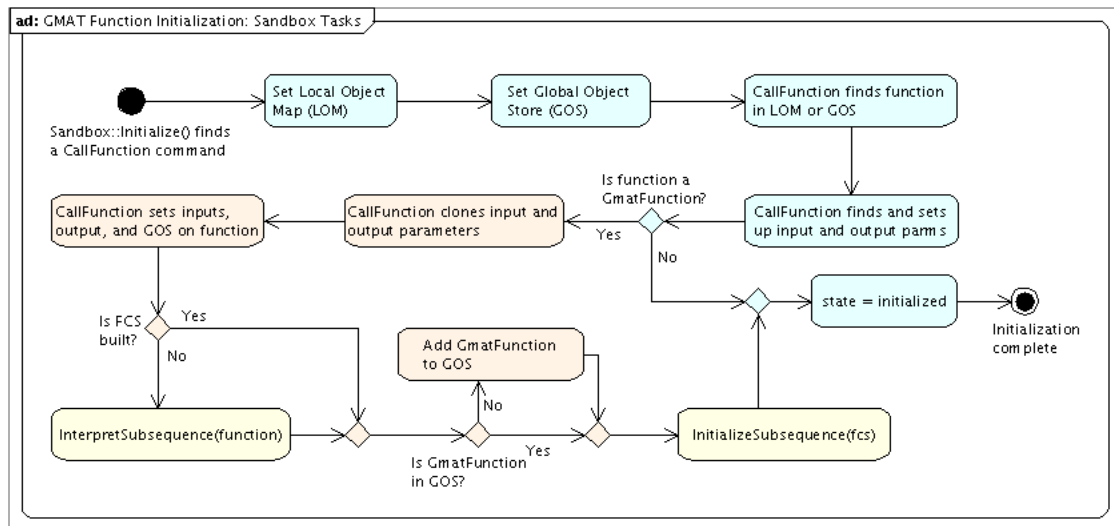 ad: GMAT Function Initialization: Sandbox Tasks
Set Local Object
Map (LOM)
Set Global Object
Store (GOS)
CallFunction finds function
in LOM or GOS
Sandbox::Initialize() finds
a CallFunction command
Is function a
GmatFunction?
CallFunction sets inputs,
output, and GOS on function
CallFunction clones input and
output parameters
Yes
CallFunction finds and sets
up input and output parms
No
state = initialized
Initialization
complete
Is FCS
built?
Yes
No
Add GmatFunction
to GOS
No
InterpretSubsequence(function)
Yes
Is GmatFunction
in GOS?
InitializeSubsequence(fcs)